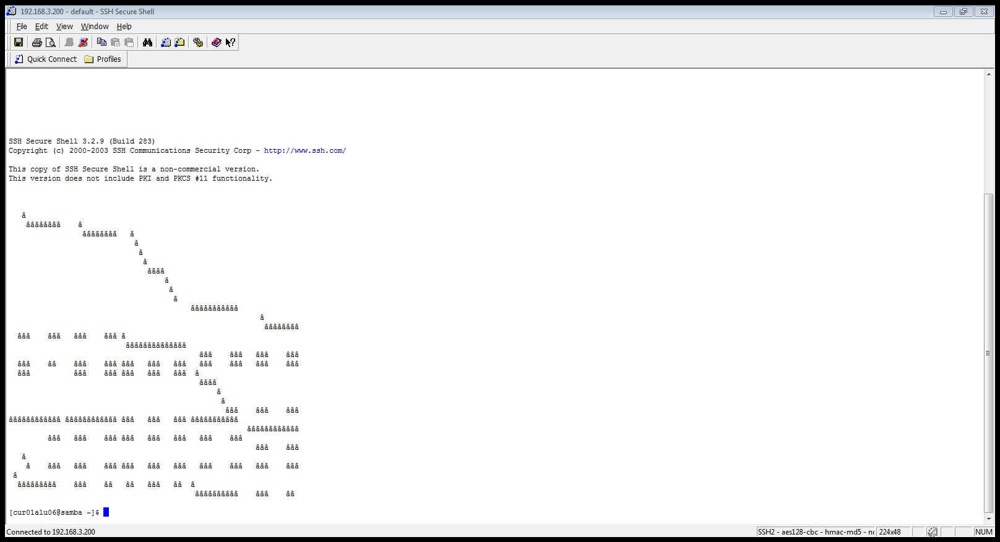 192.168.3.200 - default - SSH Secure Shell
File Edit View Window Help
Quick Connect Profiles
SSH Secure Shell 3.2.9 (Build 283)
Copyright (c) 2000-2003 SSH Communications Security Corp - http://www.ssh.com/
This copy of SSH Secure Shell is a non-commercial version.
This version does not include PKI and PKCS #11 functionality.
â
ââââââââ â
ââââââââ â
â
â
â
ââââ
â
â
â
âââââââââââ
â
ââââââââ
âââ âââ âââ âââ â
ââââââââââââââ
âââ âââ âââ âââ
âââ ââ âââ âââ âââ âââ âââ âââ âââ âââ âââ
âââ âââ âââ âââ âââ âââ â
ââââ
â
â
âââ âââ âââ
ââââââââââââ ââââââââââââ âââ âââ âââ âââââââââââ
ââââââââââââ
âââ âââ âââ âââ âââ âââ âââ âââ
âââ âââ
â
â âââ âââ âââ âââ âââ âââ âââ âââ âââ âââ
â
âââââââââ âââ ââ ââ âââ ââ â
ââââââââââ âââ ââ
[cur01alu06@samba ~]$
Connected to 192.168.3.200 SSH2 - aes128-cbc - hmac-md5 - nc 224x48 NUM